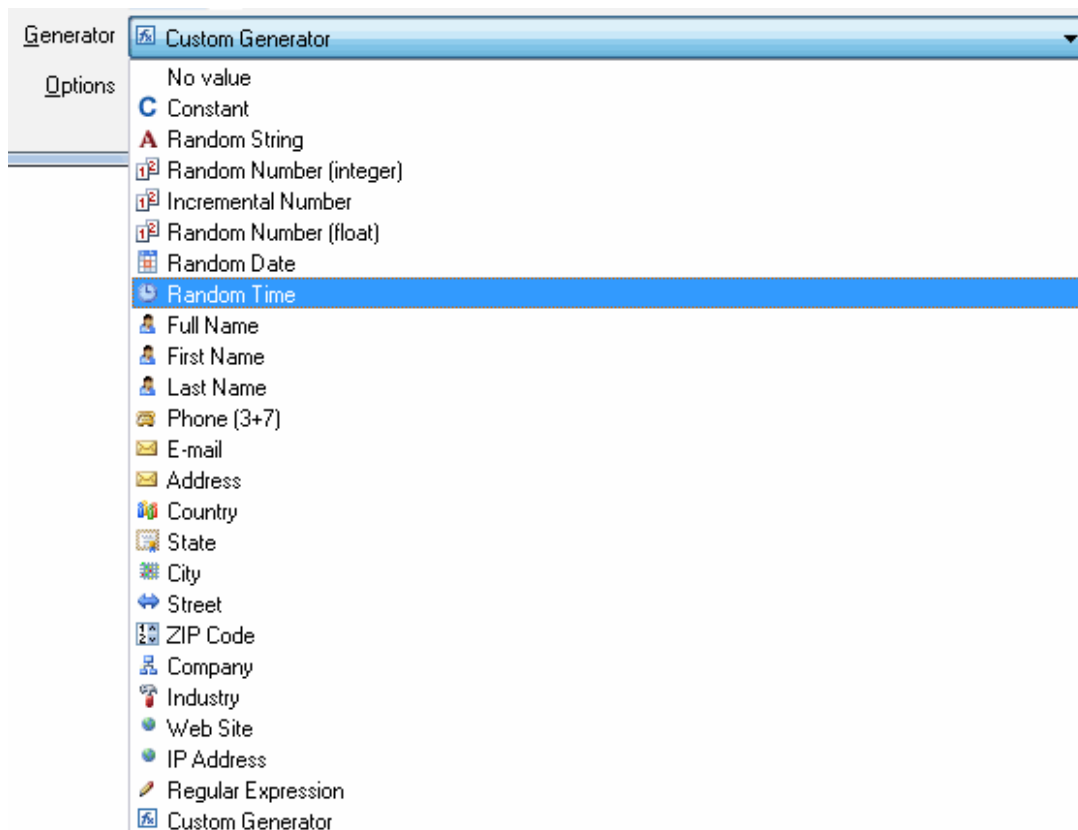 Generator Custom Generator
Options
No value
Constant
Random String
Random Number (integer)
Incremental Number
Random Number (float)
Random Date
Random Time
Full Name
First Name
Last Name
Phone (3+7)
E-mail
Address
Country
State
City
Street
ZIP Code
Company
Industry
Web Site
IP Address
Regular Expression
Custom Generator